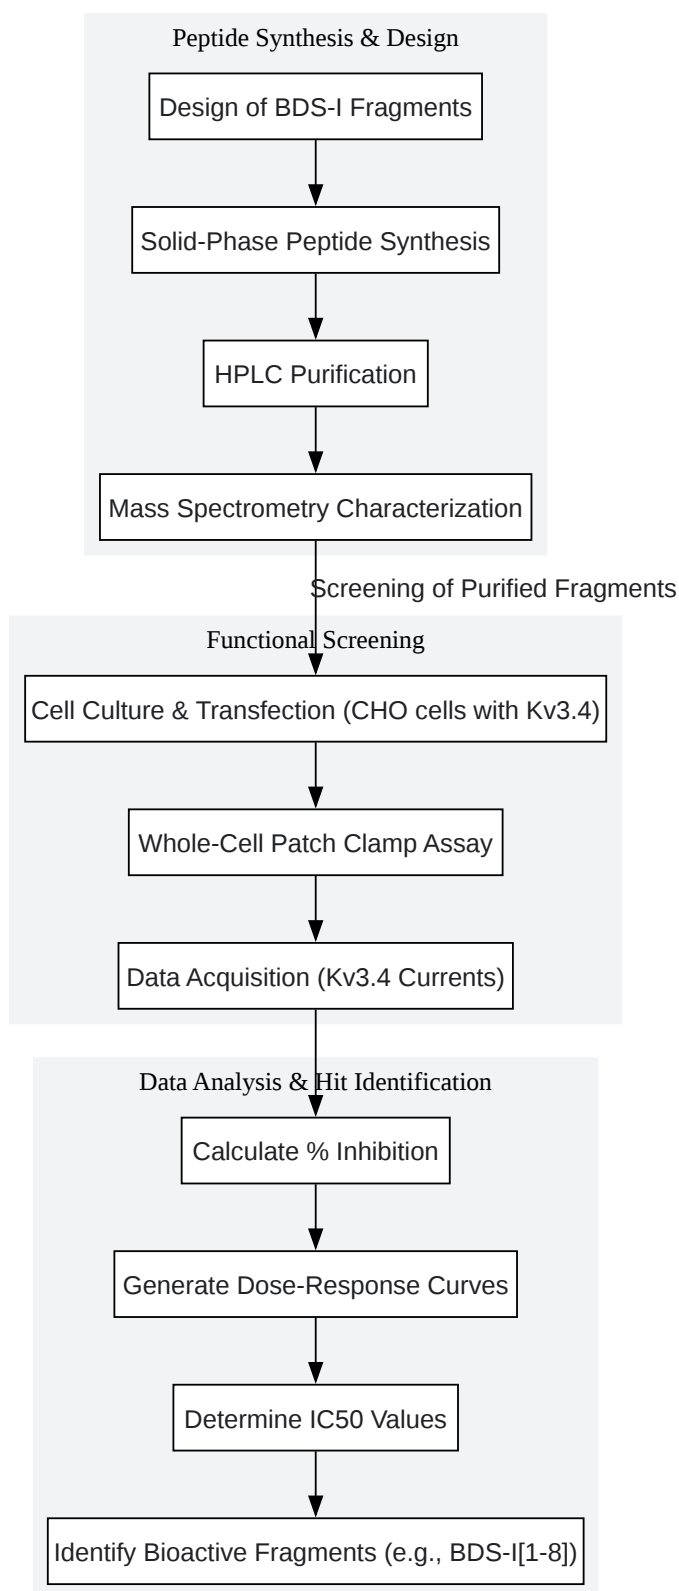 Peptide Synthesis & Design
Design of BDS-I Fragments
Solid-Phase Peptide Synthesis
HPLC Purification
Mass Spectrometry Characterization
Screening of Purified Fragments
Functional Screening
Cell Culture & Transfection (CHO cells with Kv3.4)
Whole-Cell Patch Clamp Assay
Data Acquisition (Kv3.4 Currents)
Data Analysis & Hit Identification
Calculate % Inhibition
Generate Dose-Response Curves
Determine IC50 Values
Identify Bioactive Fragments (e.g., BDS-I[1-8])